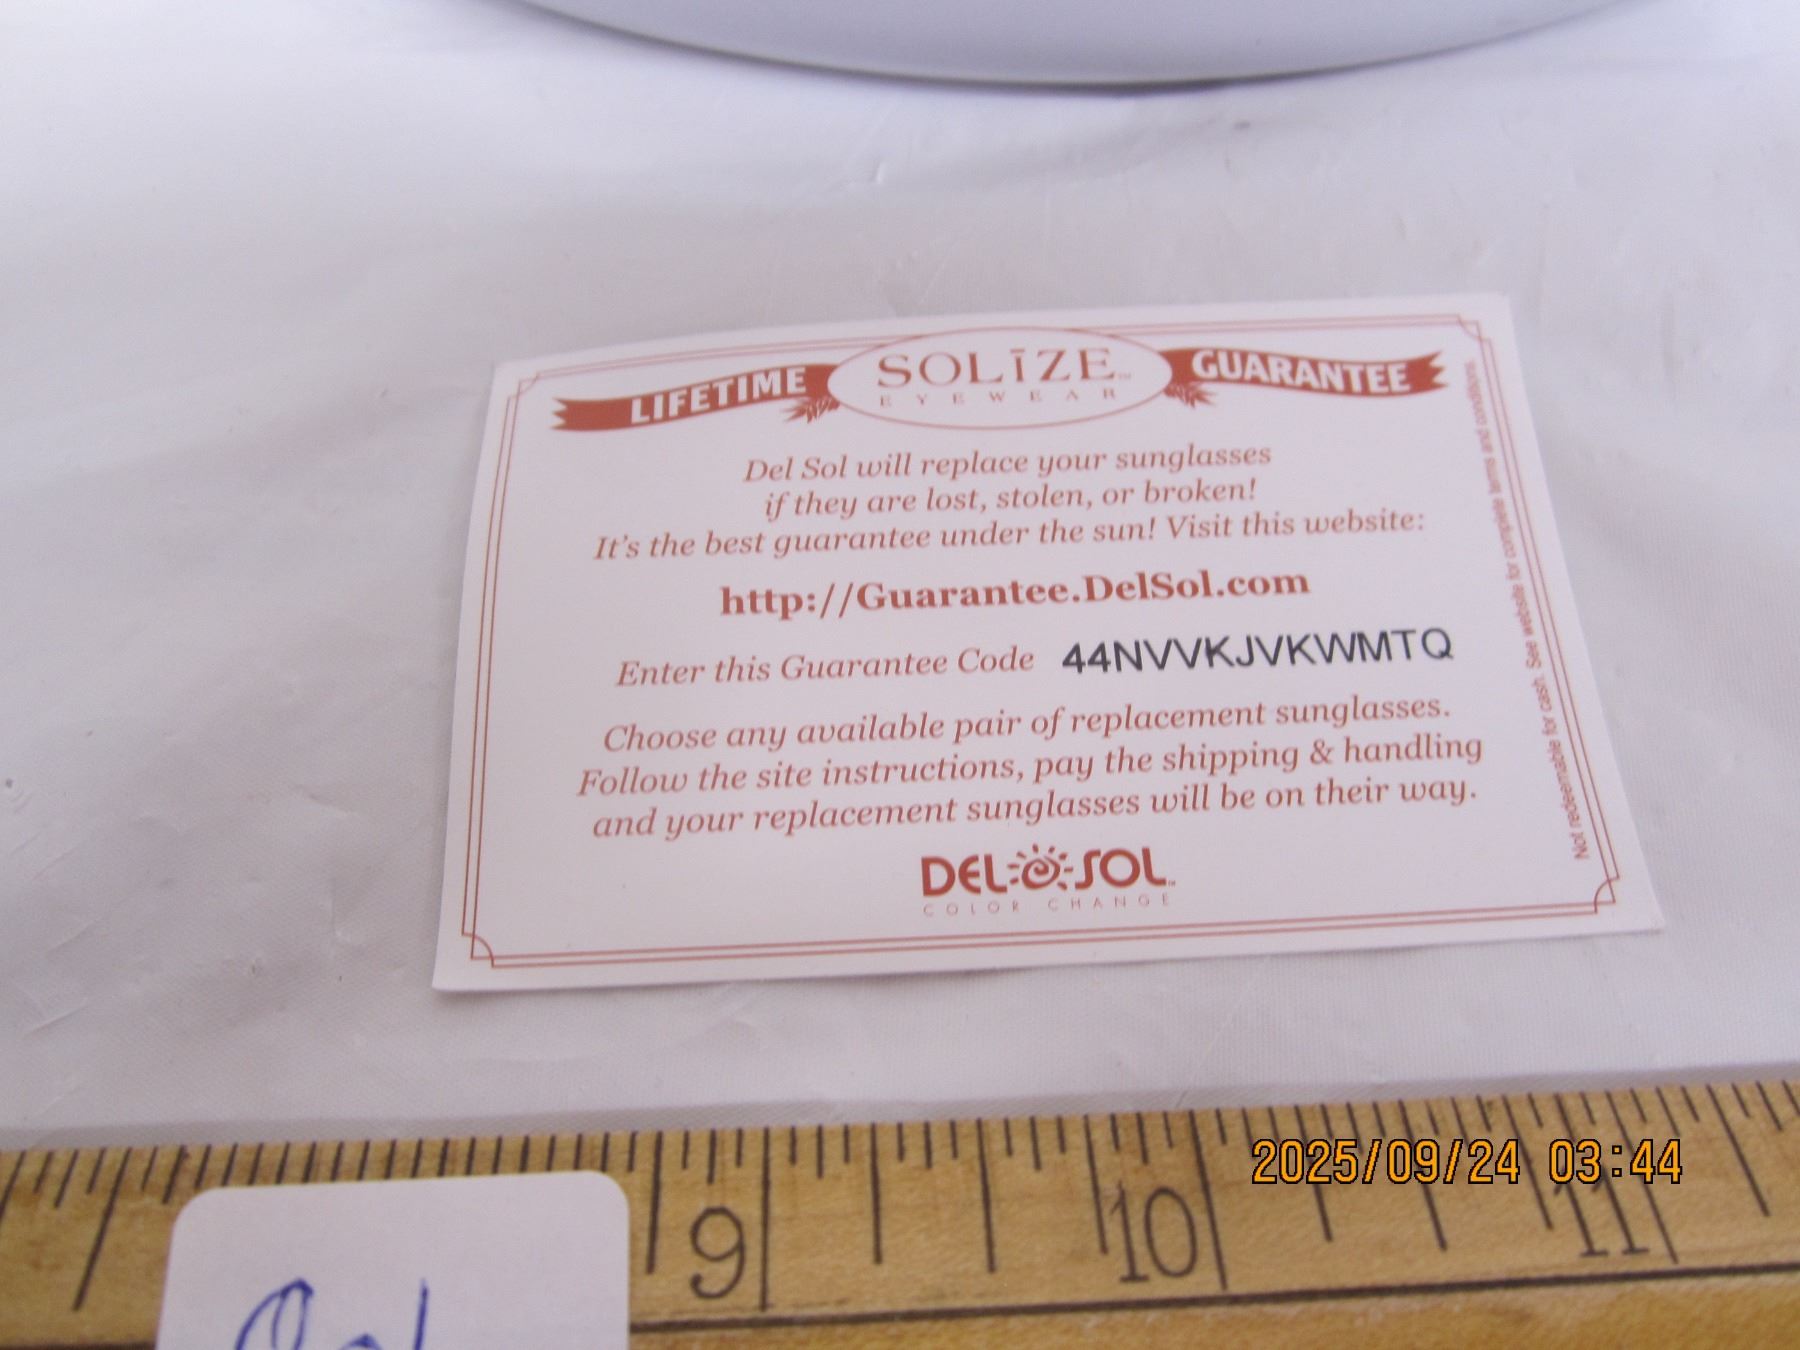 LIFETIME SOLĪZE™ GUARANTEE
EYEWEAR
Del Sol will replace your sunglasses
if they are lost, stolen, or broken!
It's the best guarantee under the sun! Visit this website:
http://Guarantee.DelSol.com
Enter this Guarantee Code 44NVVKJVKWMTQ
Choose any available pair of replacement sunglasses.
Follow the site instructions, pay the shipping & handling
and your replacement sunglasses will be on their way.
DEL SOL™
COLOR CHANGE
Not redeemable for cash. See website for complete terms and conditions.
2025/09/24 03:44
9 10 11